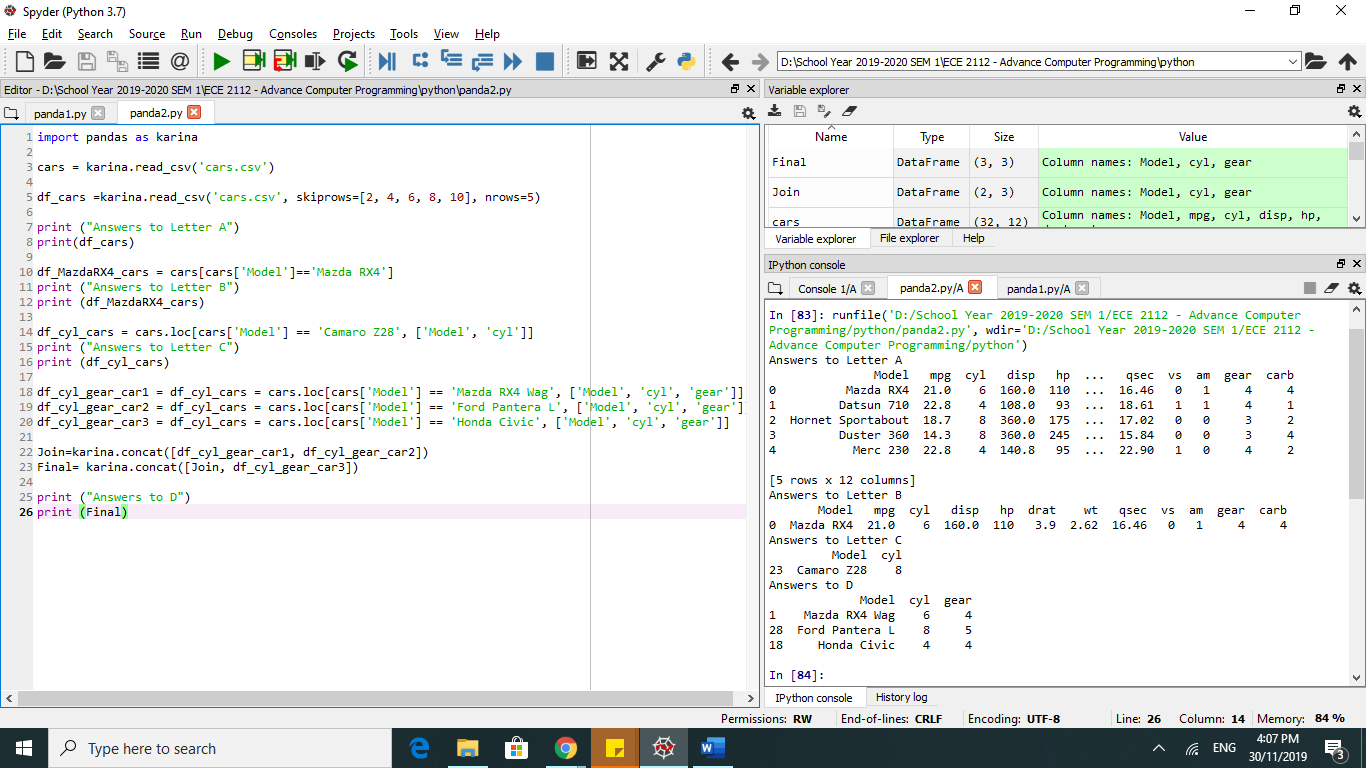 Spyder (Python 3.7)
File Edit Search Source Run Debug Consoles Projects Tools View Help
D:\School Year 2019-2020 SEM 1\ECE 2112 - Advance Computer Programming\python
Editor - D:\School Year 2019-2020 SEM 1\ECE 2112 - Advance Computer Programming\python\panda2.py
panda1.py panda2.py
1 import pandas as karina
2
3 cars = karina.read_csv('cars.csv')
4
5 df_cars =karina.read_csv('cars.csv', skiprows=[2, 4, 6, 8, 10], nrows=5)
6
7 print ("Answers to Letter A")
8 print(df_cars)
9
10 df_MazdaRX4_cars = cars[cars['Model']=='Mazda RX4']
11 print ("Answers to Letter B")
12 print (df_MazdaRX4_cars)
13
14 df_cyl_cars = cars.loc[cars['Model'] == 'Camaro Z28', ['Model', 'cyl']]
15 print ("Answers to Letter C")
16 print (df_cyl_cars)
17
18 df_cyl_gear_car1 = df_cyl_cars = cars.loc[cars['Model'] == 'Mazda RX4 Wag', ['Model', 'cyl', 'gear']]
19 df_cyl_gear_car2 = df_cyl_cars = cars.loc[cars['Model'] == 'Ford Pantera L', ['Model', 'cyl', 'gear']
20 df_cyl_gear_car3 = df_cyl_cars = cars.loc[cars['Model'] == 'Honda Civic', ['Model', 'cyl', 'gear']]
21
22 Join=karina.concat([df_cyl_gear_car1, df_cyl_gear_car2])
23 Final= karina.concat([Join, df_cyl_gear_car3])
24
25 print ("Answers to D")
26 print (Final)
Variable explorer
Name Type Size Value
Final DataFrame (3, 3) Column names: Model, cyl, gear
Join DataFrame (2, 3) Column names: Model, cyl, gear
cars DataFrame (32, 12) Column names: Model, mpg, cyl, disp, hp,
Variable explorer File explorer Help
IPython console
Console 1/A panda2.py/A panda1.py/A
In [83]: runfile('D:/School Year 2019-2020 SEM 1/ECE 2112 - Advance Computer
Programming/python/panda2.py', wdir='D:/School Year 2019-2020 SEM 1/ECE 2112 -
Advance Computer Programming/python')
Answers to Letter A
Model mpg cyl disp hp ... qsec vs am gear carb
0 Mazda RX4 21.0 6 160.0 110 ... 16.46 0 1 4 4
1 Datsun 710 22.8 4 108.0 93 ... 18.61 1 1 4 1
2 Hornet Sportabout 18.7 8 360.0 175 ... 17.02 0 0 3 2
3 Duster 360 14.3 8 360.0 245 ... 15.84 0 0 3 4
4 Merc 230 22.8 4 140.8 95 ... 22.90 1 0 4 2
[5 rows x 12 columns]
Answers to Letter B
Model mpg cyl disp hp drat wt qsec vs am gear carb
0 Mazda RX4 21.0 6 160.0 110 3.9 2.62 16.46 0 1 4 4
Answers to Letter C
Model cyl
23 Camaro Z28 8
Answers to D
Model cyl gear
1 Mazda RX4 Wag 6 4
28 Ford Pantera L 8 5
18 Honda Civic 4 4
In [84]:
IPython console History log
Permissions: RW End-of-lines: CRLF Encoding: UTF-8 Line: 26 Column: 14 Memory: 84 %
Type here to search
ENG
4:07 PM
30/11/2019
3